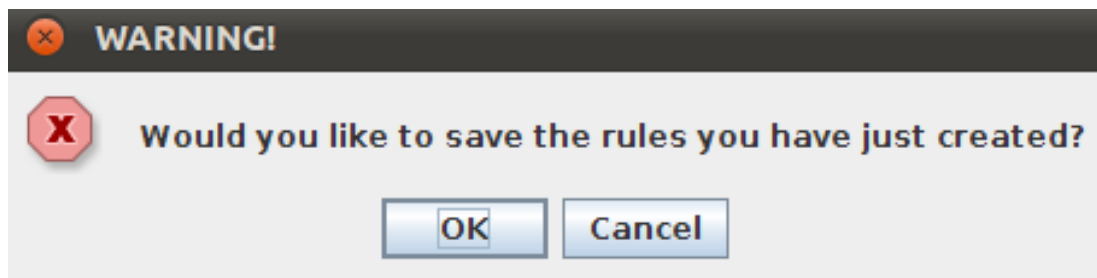 WARNING!
Would you like to save the rules you have just created?
OK
Cancel